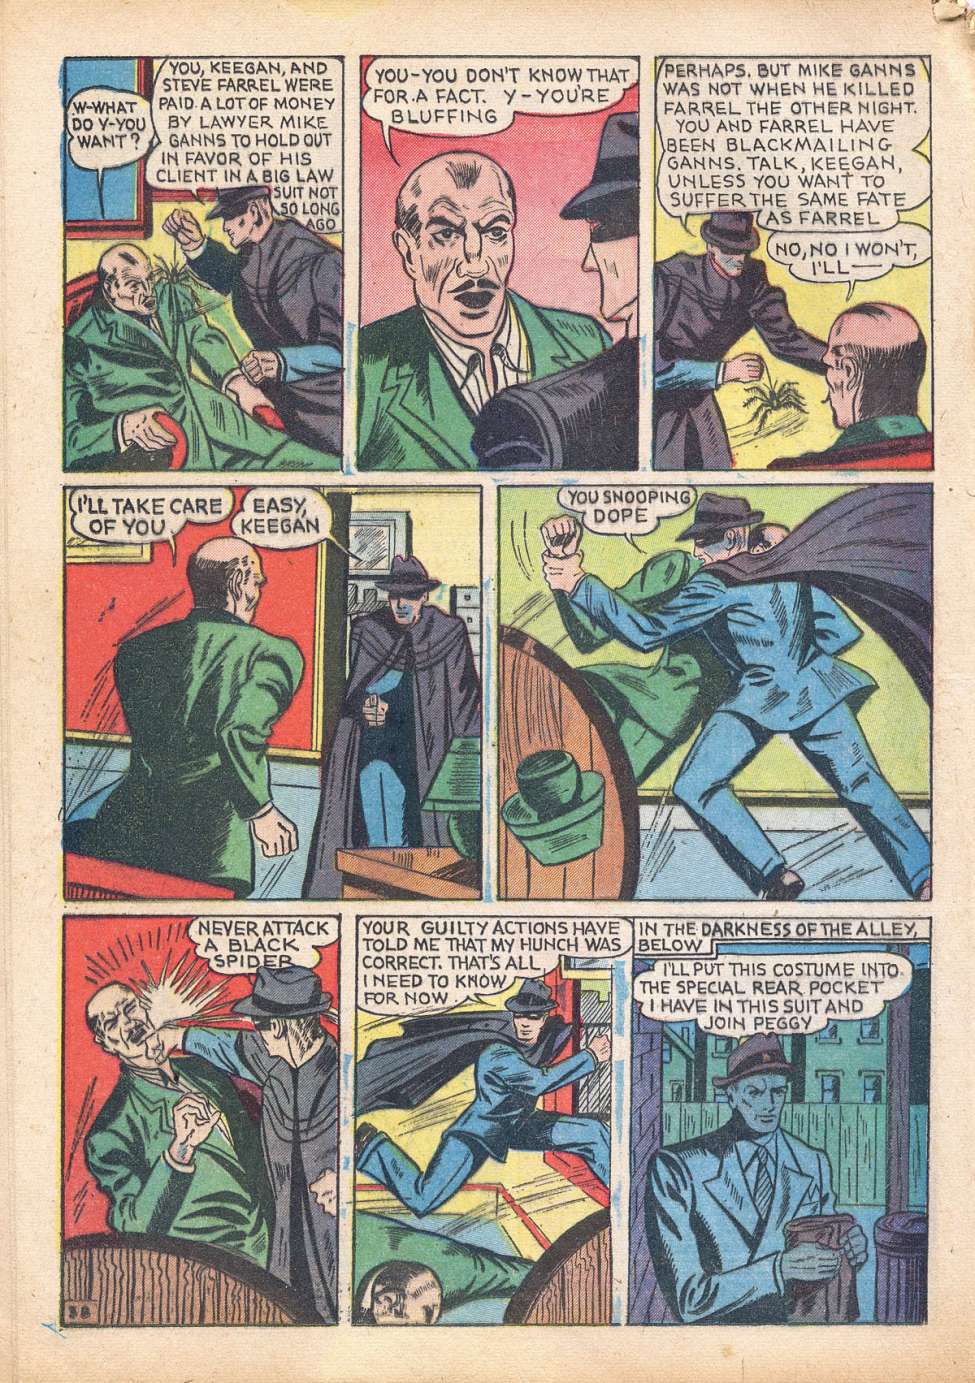 W-WHAT
DO Y-YOU
WANT?
YOU, KEEGAN, AND
STEVE FARREL WERE
PAID A LOT OF MONEY
BY LAWYER MIKE
GANNS TO HOLD OUT
IN FAVOR OF HIS
CLIENT IN A BIG LAW
SUIT NOT
SO LONG
AGO
YOU-YOU DON'T KNOW THAT
FOR A FACT. Y-YOU'RE
BLUFFING
PERHAPS. BUT MIKE GANNS
WAS NOT WHEN HE KILLED
FARREL THE OTHER NIGHT.
YOU AND FARREL HAVE
BEEN BLACKMAILING
GANNS. TALK, KEEGAN,
UNLESS YOU WANT TO
SUFFER THE SAME FATE
AS FARREL
NO, NO I WON'T,
I'LL—
I'LL TAKE CARE
OF YOU
EASY,
KEEGAN
YOU SNOOPING
DOPE
NEVER ATTACK
A BLACK
SPIDER
YOUR GUILTY ACTIONS HAVE
TOLD ME THAT MY HUNCH WAS
CORRECT. THAT'S ALL
I NEED TO KNOW
FOR NOW
IN THE DARKNESS OF THE ALLEY,
BELOW
I'LL PUT THIS COSTUME INTO
THE SPECIAL REAR POCKET
I HAVE IN THIS SUIT AND
JOIN PEGGY
38